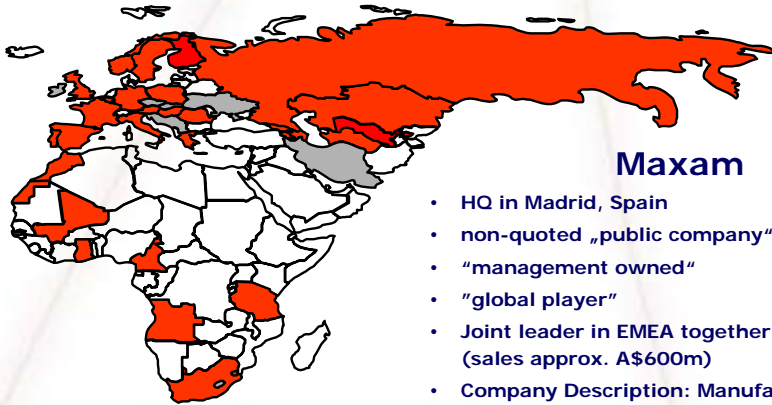 Maxam
• HQ in Madrid, Spain
• non-quoted „public company“
• “management owned“
• ”global player”
• Joint leader in EMEA together
(sales approx. A$600m)
• Company Description: Manufa